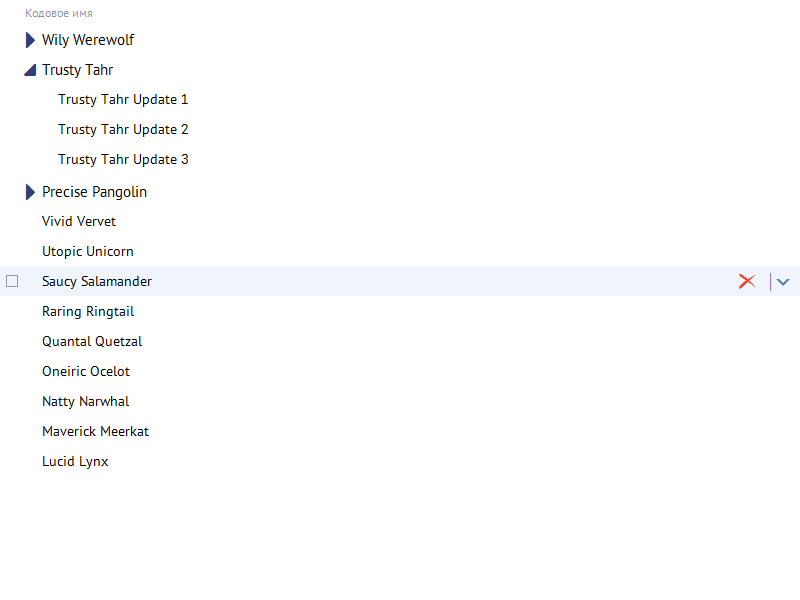 Кодовое имя
Wily Werewolf
Trusty Tahr
Trusty Tahr Update 1
Trusty Tahr Update 2
Trusty Tahr Update 3
Precise Pangolin
Vivid Vervet
Utopic Unicorn
Saucy Salamander
Raring Ringtail
Quantal Quetzal
Oneiric Ocelot
Natty Narwhal
Maverick Meerkat
Lucid Lynx